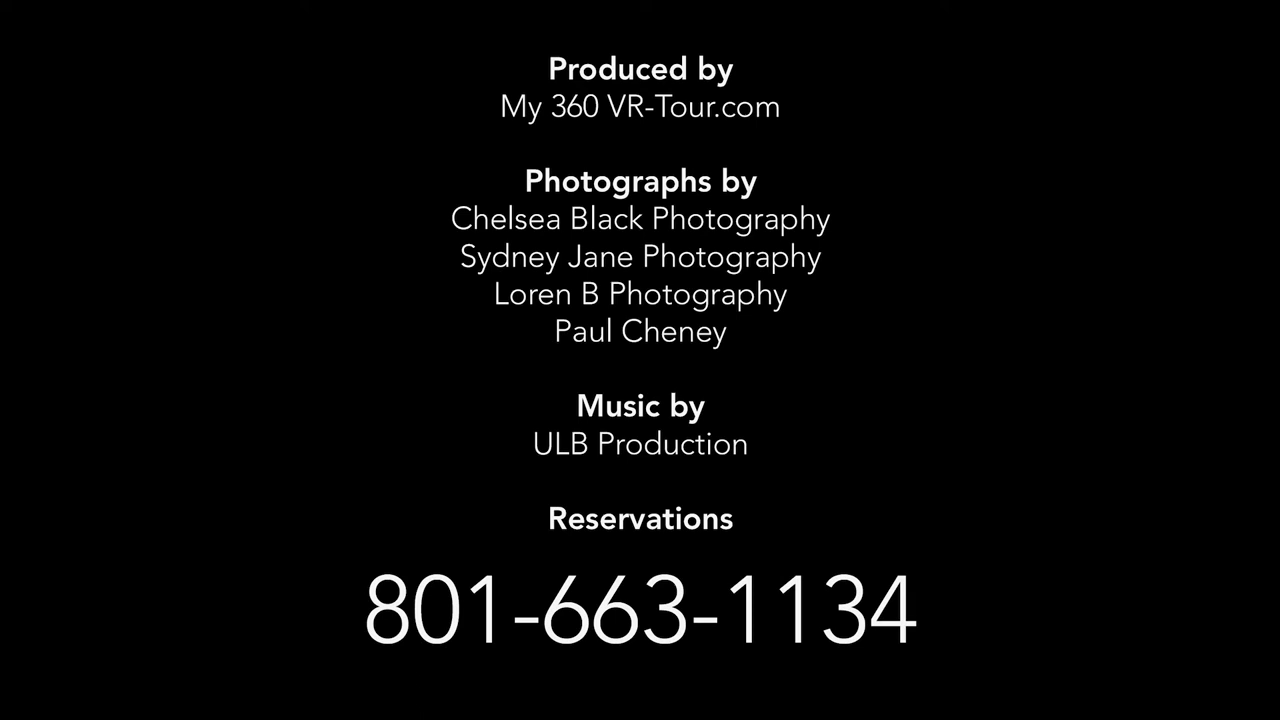 Produced by
My 360 VR-Tour.com
Photographs by
Chelsea Black Photography
Sydney Jane Photography
Loren B Photography
Paul Cheney
Music by
ULB Production
Reservations
801-663-1134